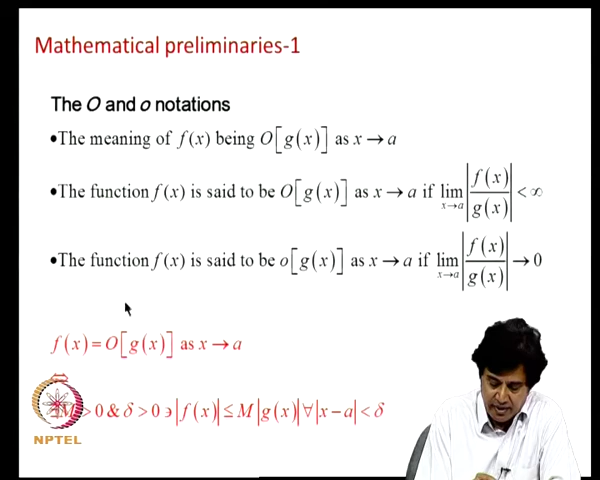 Mathematical preliminaries-1
The O and o notations
•The meaning of f(x) being O[g(x)] as x→a
•The function f(x) is said to be O[g(x)] as x→a if lim x→a |f(x)/g(x)| < ∞
•The function f(x) is said to be o[g(x)] as x→a if lim x→a |f(x)/g(x)| → 0
f(x)=O[g(x)] as x→a
M > 0 & δ > 0 ∍ |f(x)| ≤ M|g(x)| ∀ |x−a| < δ
NPTEL